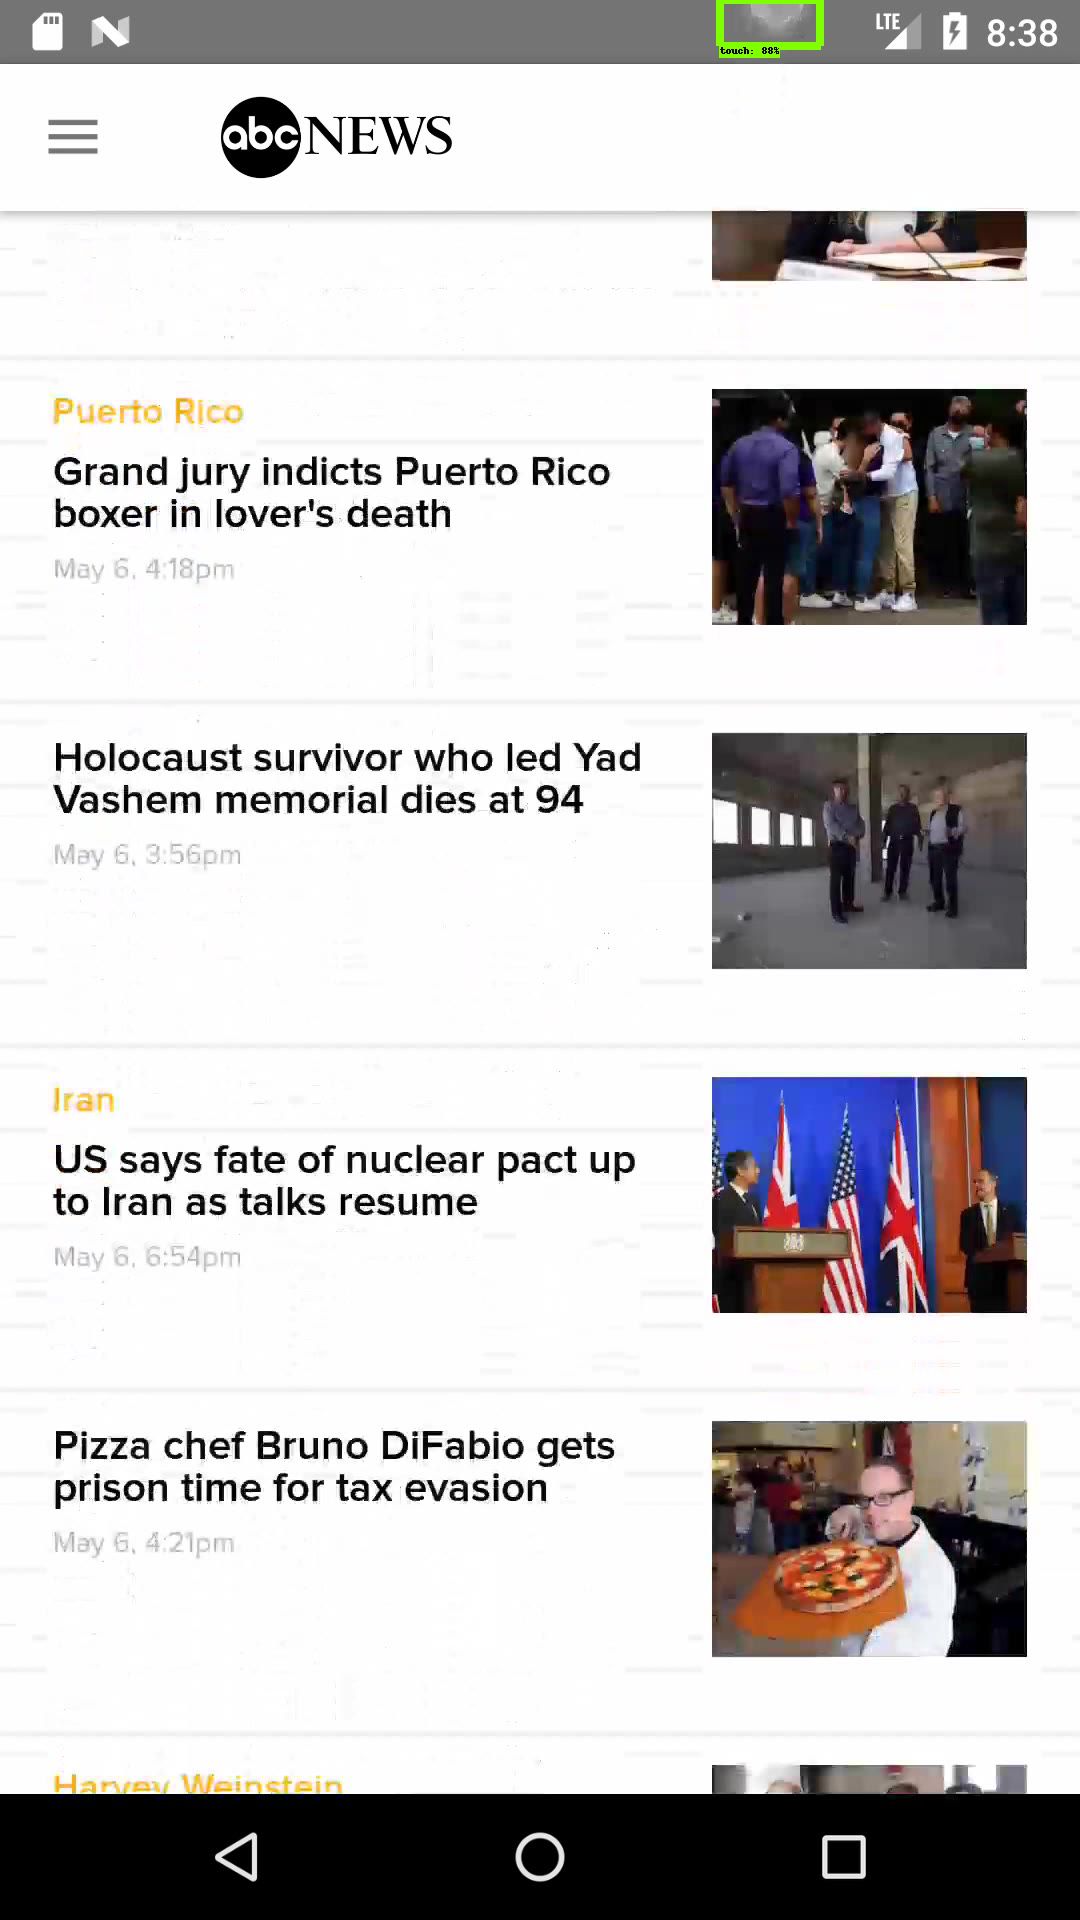 LTE 8:38
touch: 88%
abc NEWS
Puerto Rico
Grand jury indicts Puerto Rico
boxer in lover's death
May 6, 4:18pm
Holocaust survivor who led Yad
Vashem memorial dies at 94
May 6, 3:56pm
Iran
US says fate of nuclear pact up
to Iran as talks resume
May 6, 6:54pm
Pizza chef Bruno DiFabio gets
prison time for tax evasion
May 6, 4:21pm
Harvey Weinstein